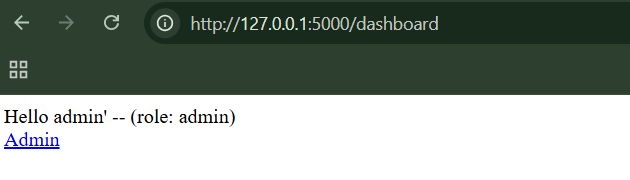 http://127.0.0.1:5000/dashboard
Hello admin' -- (role: admin)
Admin